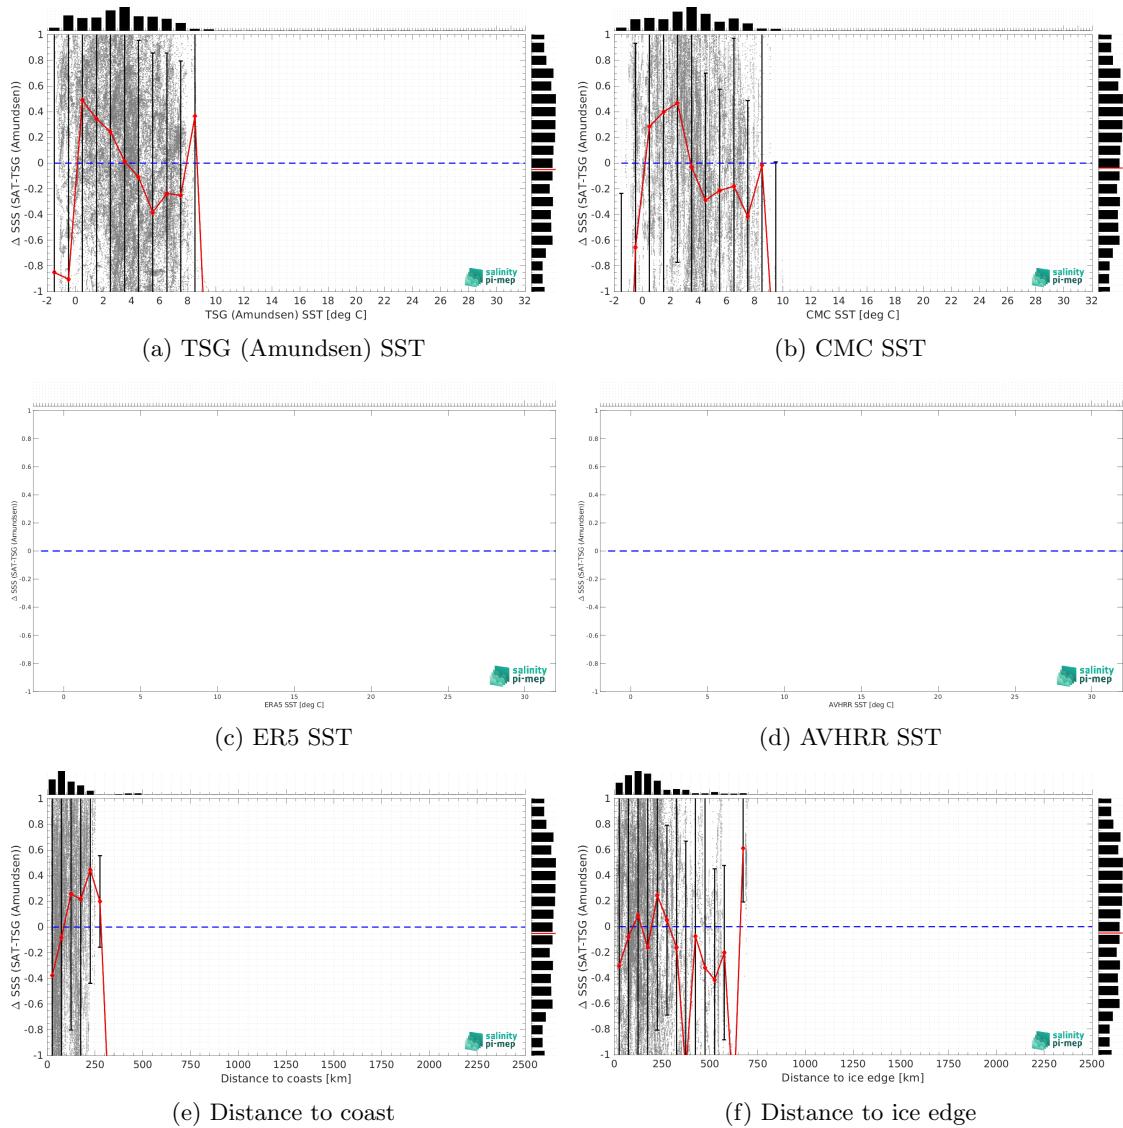 1
0.8
0.6
0.4
0.2
0
-0.2
-0.4
-0.6
-0.8
-1
Δ SSS (SAT-TSG (Amundsen))
salinity
pi-mep
-2 0 2 4 6 8 10 12 14 16 18 20 22 24 26 28 30 32
TSG (Amundsen) SST [deg C]
(a) TSG (Amundsen) SST
1
0.8
0.6
0.4
0.2
0
-0.2
-0.4
-0.6
-0.8
-1
Δ SSS (SAT-TSG (Amundsen))
salinity
pi-mep
-2 0 2 4 6 8 10 12 14 16 18 20 22 24 26 28 30 32
CMC SST [deg C]
(b) CMC SST
1
0.8
0.6
0.4
0.2
0
-0.2
-0.4
-0.6
-0.8
-1
Δ SSS (SAT-TSG (Amundsen))
salinity
pi-mep
0 5 10 15 20 25 30
ERA5 SST [deg C]
(c) ER5 SST
1
0.8
0.6
0.4
0.2
0
-0.2
-0.4
-0.6
-0.8
-1
Δ SSS (SAT-TSG (Amundsen))
salinity
pi-mep
0 5 10 15 20 25 30
AVHRR SST [deg C]
(d) AVHRR SST
1
0.8
0.6
0.4
0.2
0
-0.2
-0.4
-0.6
-0.8
-1
Δ SSS (SAT-TSG (Amundsen))
salinity
pi-mep
0 250 500 750 1000 1250 1500 1750 2000 2250 2500
Distance to coasts [km]
(e) Distance to coast
1
0.8
0.6
0.4
0.2
0
-0.2
-0.4
-0.6
-0.8
-1
Δ SSS (SAT-TSG (Amundsen))
salinity
pi-mep
0 250 500 750 1000 1250 1500 1750 2000 2250 2500
Distance to ice edge [km]
(f) Distance to ice edge